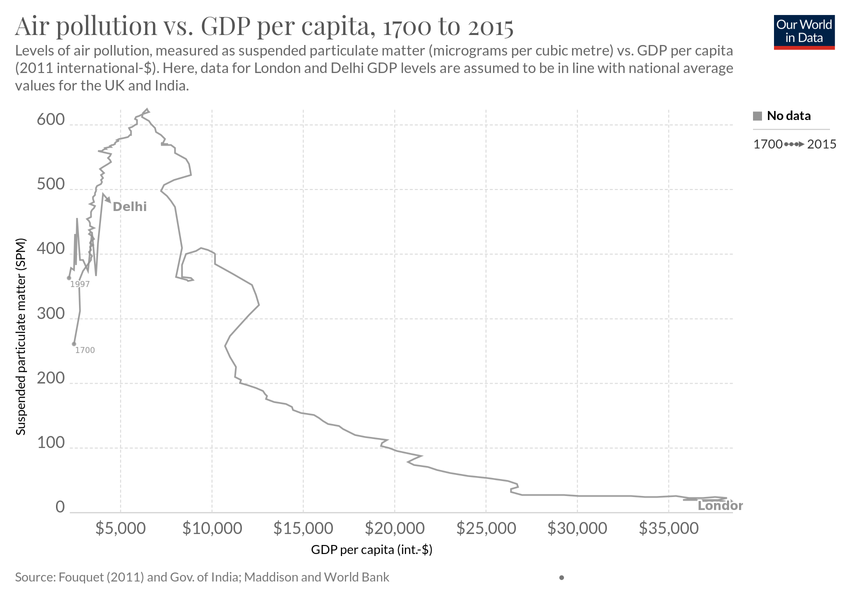 Air pollution vs. GDP per capita, 1700 to 2015
Our World
in Data
Levels of air pollution, measured as suspended particulate matter (micrograms per cubic metre) vs. GDP per capita
(2011 international-$). Here, data for London and Delhi GDP levels are assumed to be in line with national average
values for the UK and India.
No data
1700 2015
Suspended particulate matter (SPM)
600
500
400
300
200
100
0
Delhi
1997
1700
Londor
$5,000 $10,000 $15,000 $20,000 $25,000 $30,000 $35,000
GDP per capita (int.-$)
Source: Fouquet (2011) and Gov. of India; Maddison and World Bank